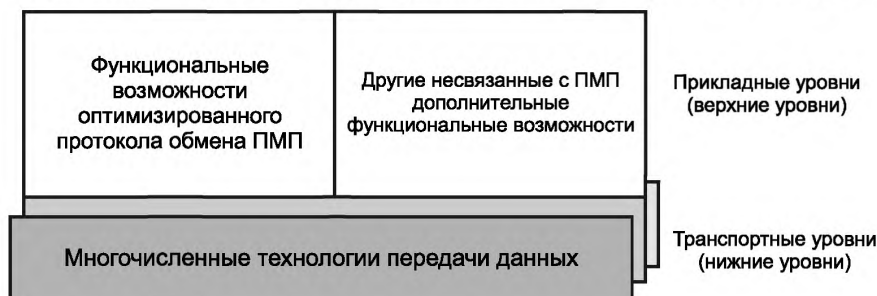 Функциональные
возможности
оптимизированного
протокола обмена ПМП
Другие несвязанные с ПМП
дополнительные
функциональные возможности
Прикладные уровни
(верхние уровни)
Многочисленные технологии передачи данных
Транспортные уровни
(нижние уровни)